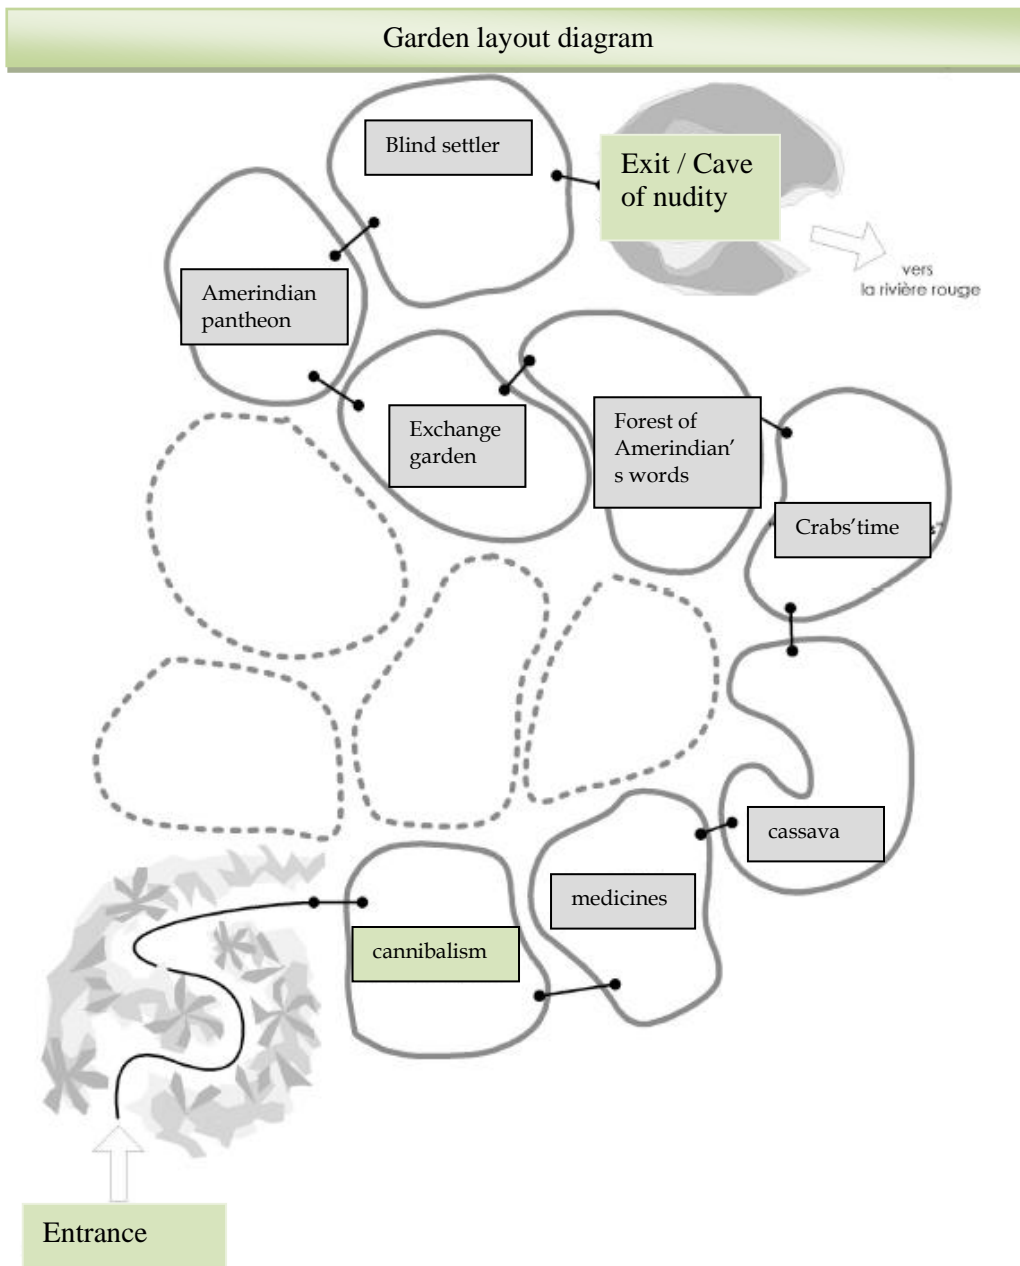 Garden layout diagram
Blind settler
Exit / Cave
of nudity
vers
la rivière rouge
Amerindian
pantheon
Exchange
garden
Forest of
Amerindian’
s words
Crabs’time
cassava
medicines
cannibalism
Entrance